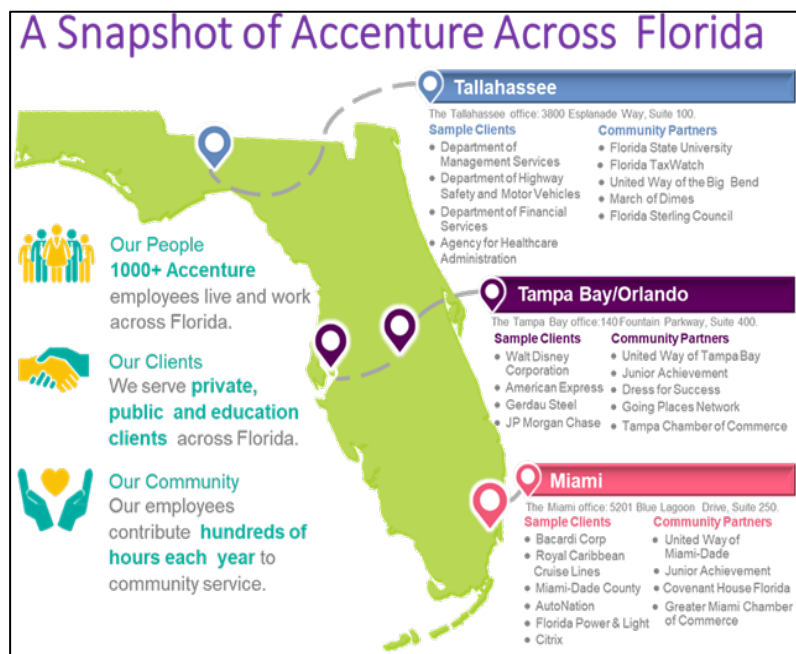 A Snapshot of Accenture Across Florida
Tallahassee
The Tallahassee office: 3800 Esplanade Way, Suite 100.
Sample Clients
Department of
Management Services
Department of Highway
Safety and Motor Vehicles
Department of Financial
Services
Agency for Healthcare
Administration
Community Partners
Florida State University
Florida TaxWatch
United Way of the Big Bend
March of Dimes
Florida Sterling Council
Our People
1000+ Accenture
employees live and work
across Florida.
Our Clients
We serve private,
public and education
clients across Florida.
Our Community
Our employees
contribute hundreds of
hours each year to
community service.
Tampa Bay/Orlando
The Tampa Bay office:140 Fountain Parkway, Suite 400.
Sample Clients
Walt Disney
Corporation
American Express
Gerdau Steel
JP Morgan Chase
Community Partners
United Way of Tampa Bay
Junior Achievement
Dress for Success
Going Places Network
Tampa Chamber of Commerce
Miami
The Miami office: 5201 Blue Lagoon Drive, Suite 250.
Sample Clients
Bacardi Corp
Royal Caribbean
Cruise Lines
Miami-Dade County
AutoNation
Florida Power & Light
Citrix
Community Partners
United Way of
Miami-Dade
Junior Achievement
Covenant House Florida
Greater Miami Chamber
of Commerce